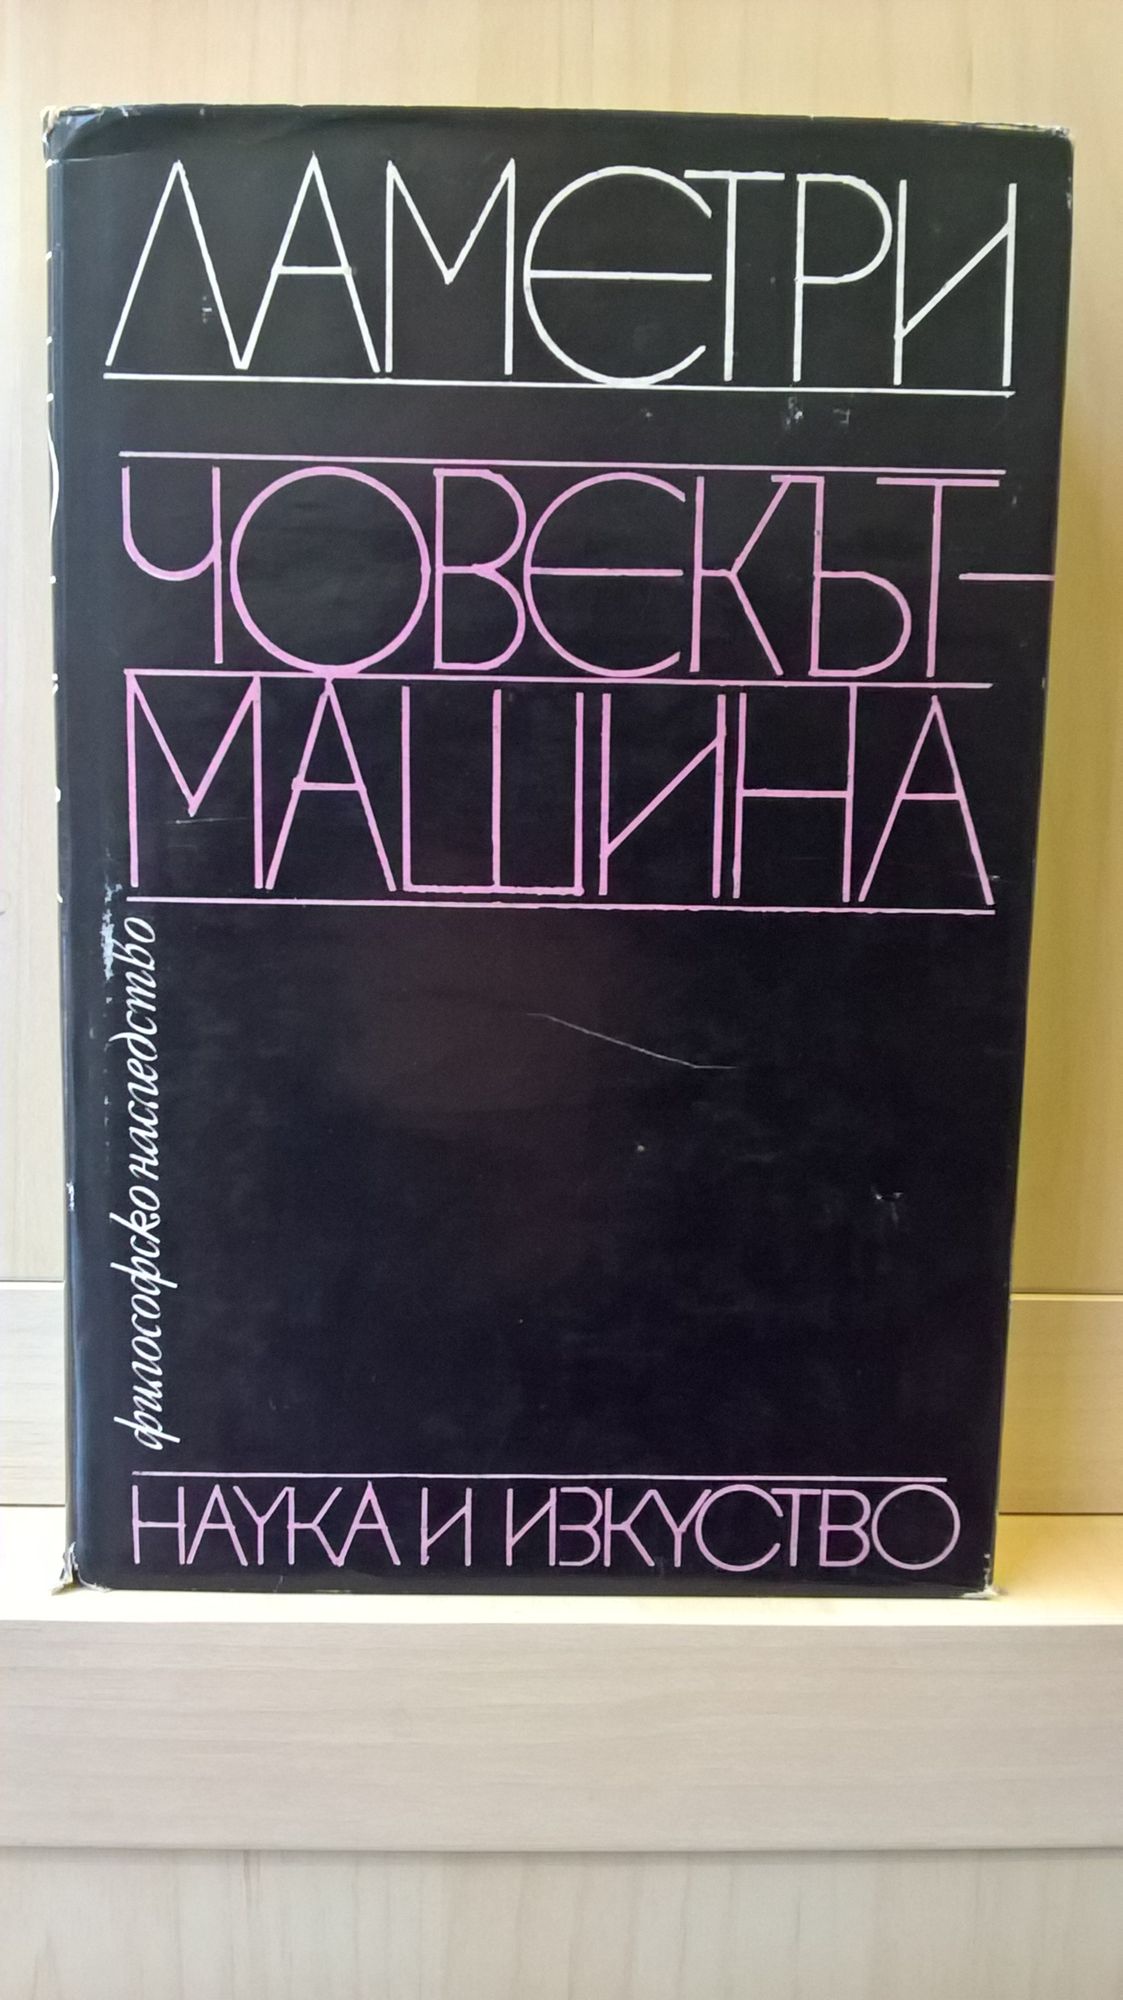 ЛАМЕТРИ
ЧОВЕКЪТ-
МАШИНА
философско наследство
НАУКА И ИЗКУСТВО